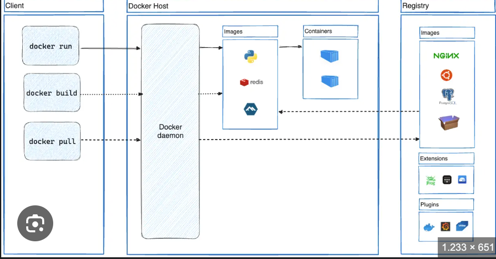 Client
Docker Host
Registry
docker run
docker build
docker pull
Docker
daemon
Images
redis
Containers
Images
NGINX
PostgreSQL
Extensions
Plugins
1.233 × 651